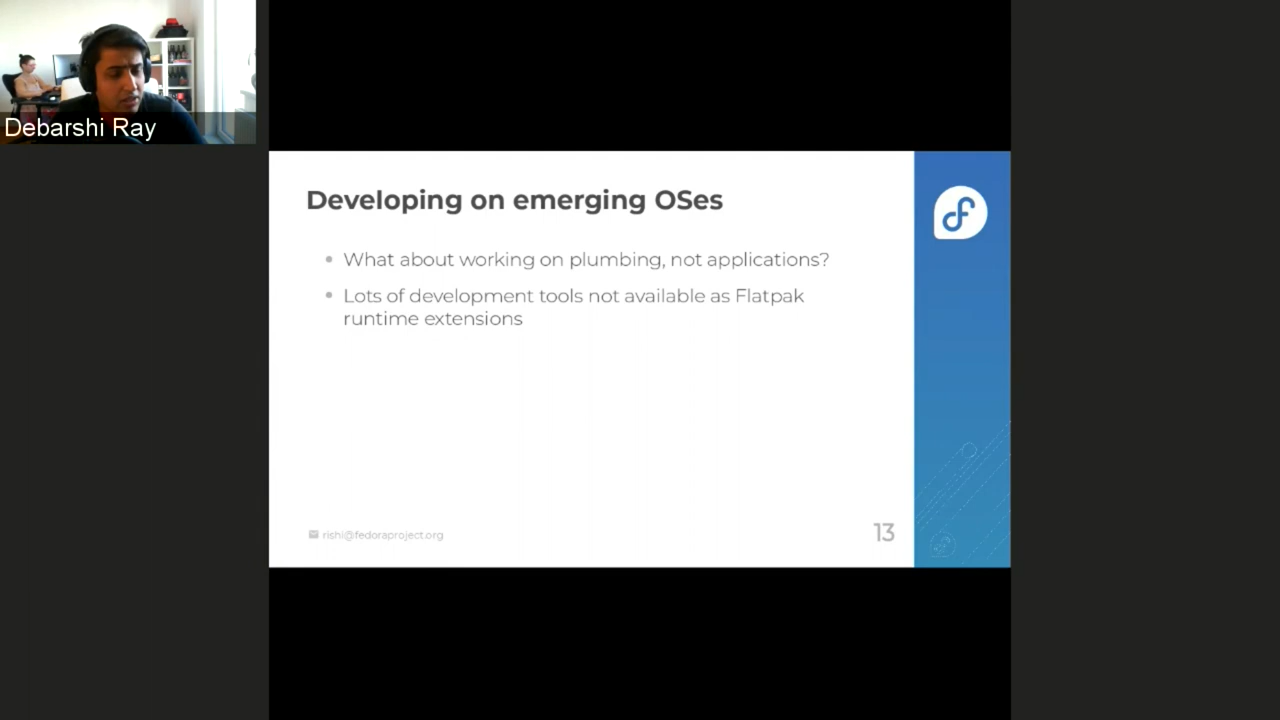 Debarshi Ray
Developing on emerging OSes
• What about working on plumbing, not applications?
• Lots of development tools not available as Flatpak
runtime extensions
rishi@fedoraproject.org
13